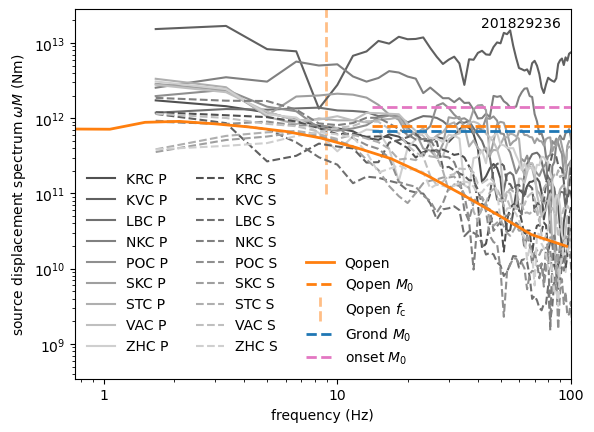 201829236
source displacement spectrum ωM (Nm)
10¹³
10¹²
10¹¹
10¹⁰
10⁹
KRC P
KVC P
LBC P
NKC P
POC P
SKC P
STC P
VAC P
ZHC P
KRC S
KVC S
LBC S
NKC S
POC S
SKC S
STC S
VAC S
ZHC S
Qopen
Qopen M₀
Qopen f_c
Grond M₀
onset M₀
1
10
100
frequency (Hz)